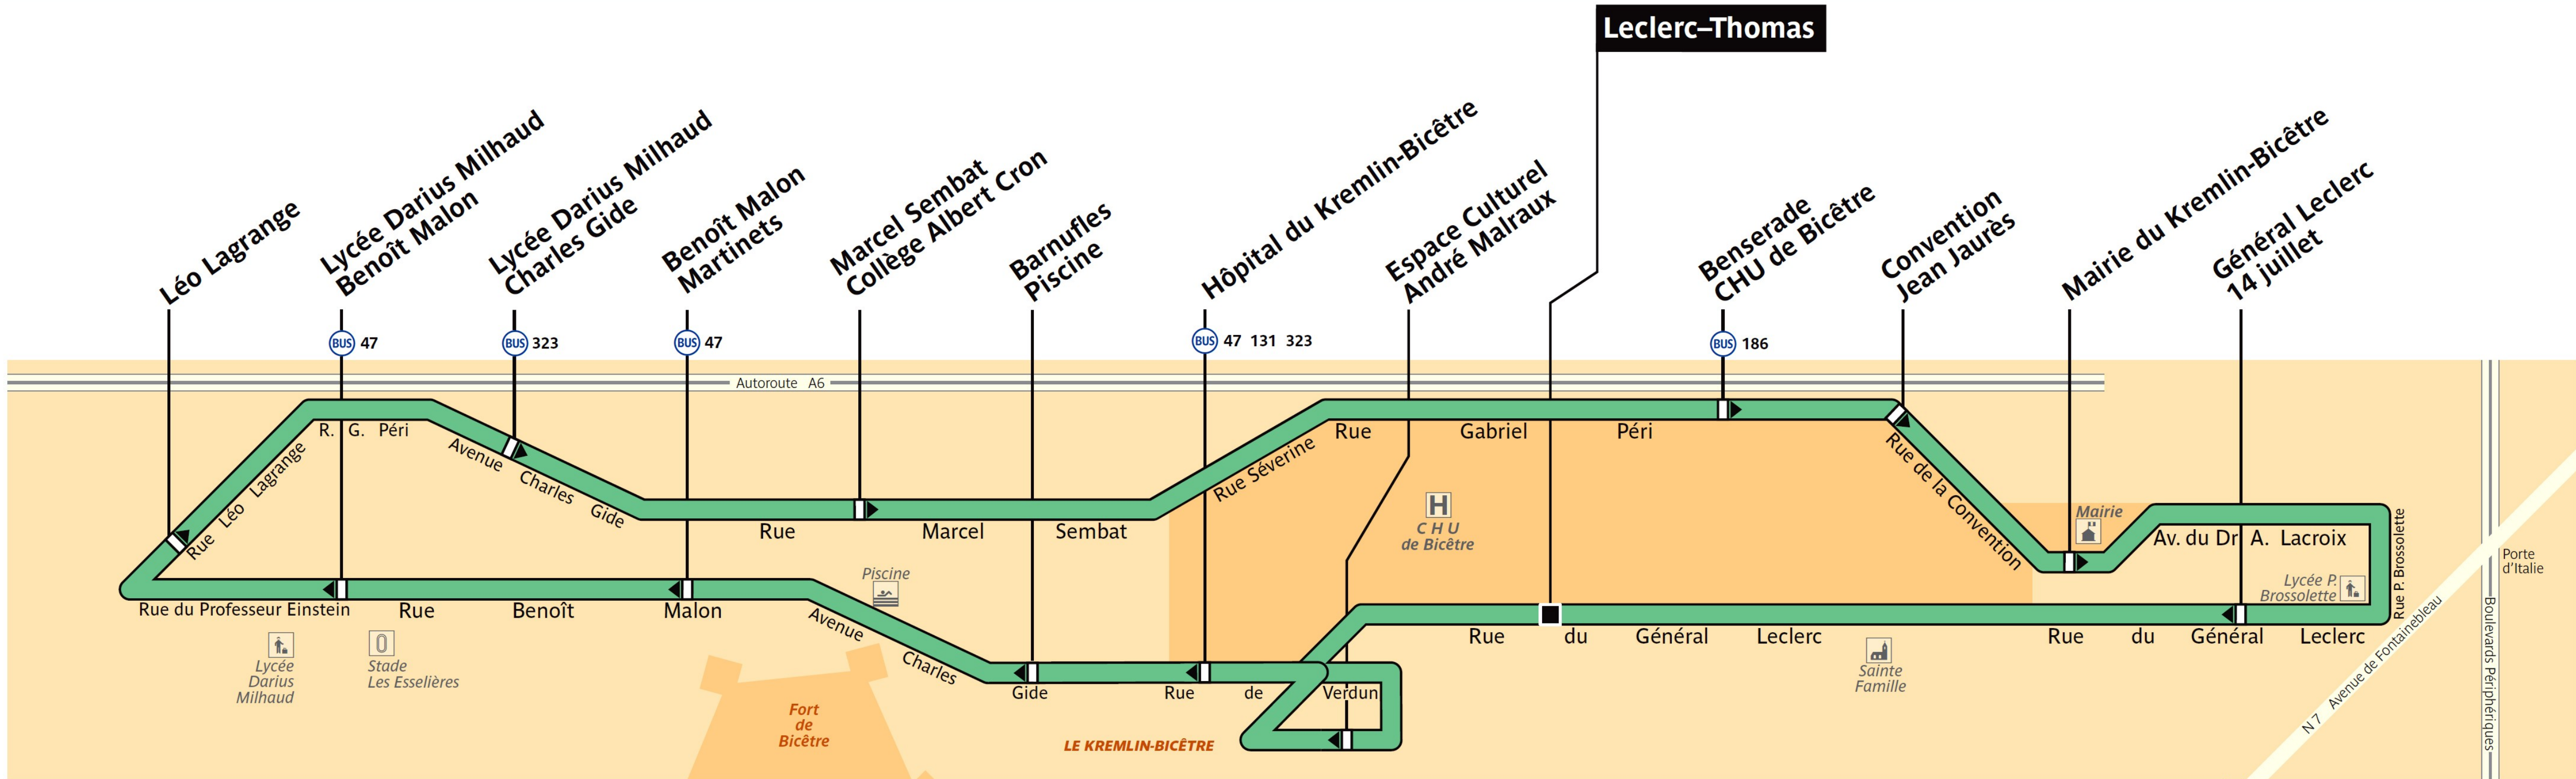 Leclerc–Thomas
Léo Lagrange
Lycée Darius Milhaud
Benoît Malon
Lycée Darius Milhaud
Charles Gide
Benoît Malon
Martinets
Marcel Sembat
Collège Albert Cron
Barnufles
Piscine
Hôpital du Kremlin-Bicêtre
Espace Culturel
André Malraux
Benserade
CHU de Bicêtre
Convention
Jean Jaurès
Mairie du Kremlin-Bicêtre
Général Leclerc
14 juillet
BUS 47
BUS 323
BUS 47
BUS 47 131 323
BUS 186
Autoroute A6
R. G. Péri
Avenue Charles Gide
Rue Léo Lagrange
Rue Marcel Sembat
Rue Séverine
Rue Gabriel Péri
Rue de la Convention
H
C H U
de Bicêtre
Mairie
Av. du Dr A. Lacroix
Rue P. Brossolette
Lycée P.
Brossolette
Porte
d'Italie
Boulevards Périphériques
N 7 Avenue de Fontainebleau
Piscine
Rue du Professeur Einstein
Rue Benoît Malon
Avenue Charles Gide
Rue de Verdun
Rue du Général Leclerc
Rue du Général Leclerc
Lycée
Darius
Milhaud
Stade
Les Esselières
Sainte
Famille
Fort
de
Bicêtre
LE KREMLIN-BICÊTRE